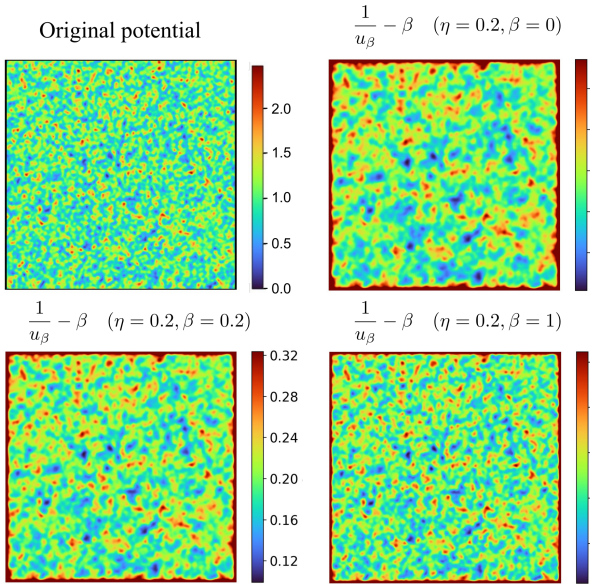 Original potential
1/u_β − β (η = 0.2, β = 0)
2.0
1.5
1.0
0.5
0.0
1/u_β − β (η = 0.2, β = 0.2)
1/u_β − β (η = 0.2, β = 1)
0.32
0.28
0.24
0.20
0.16
0.12